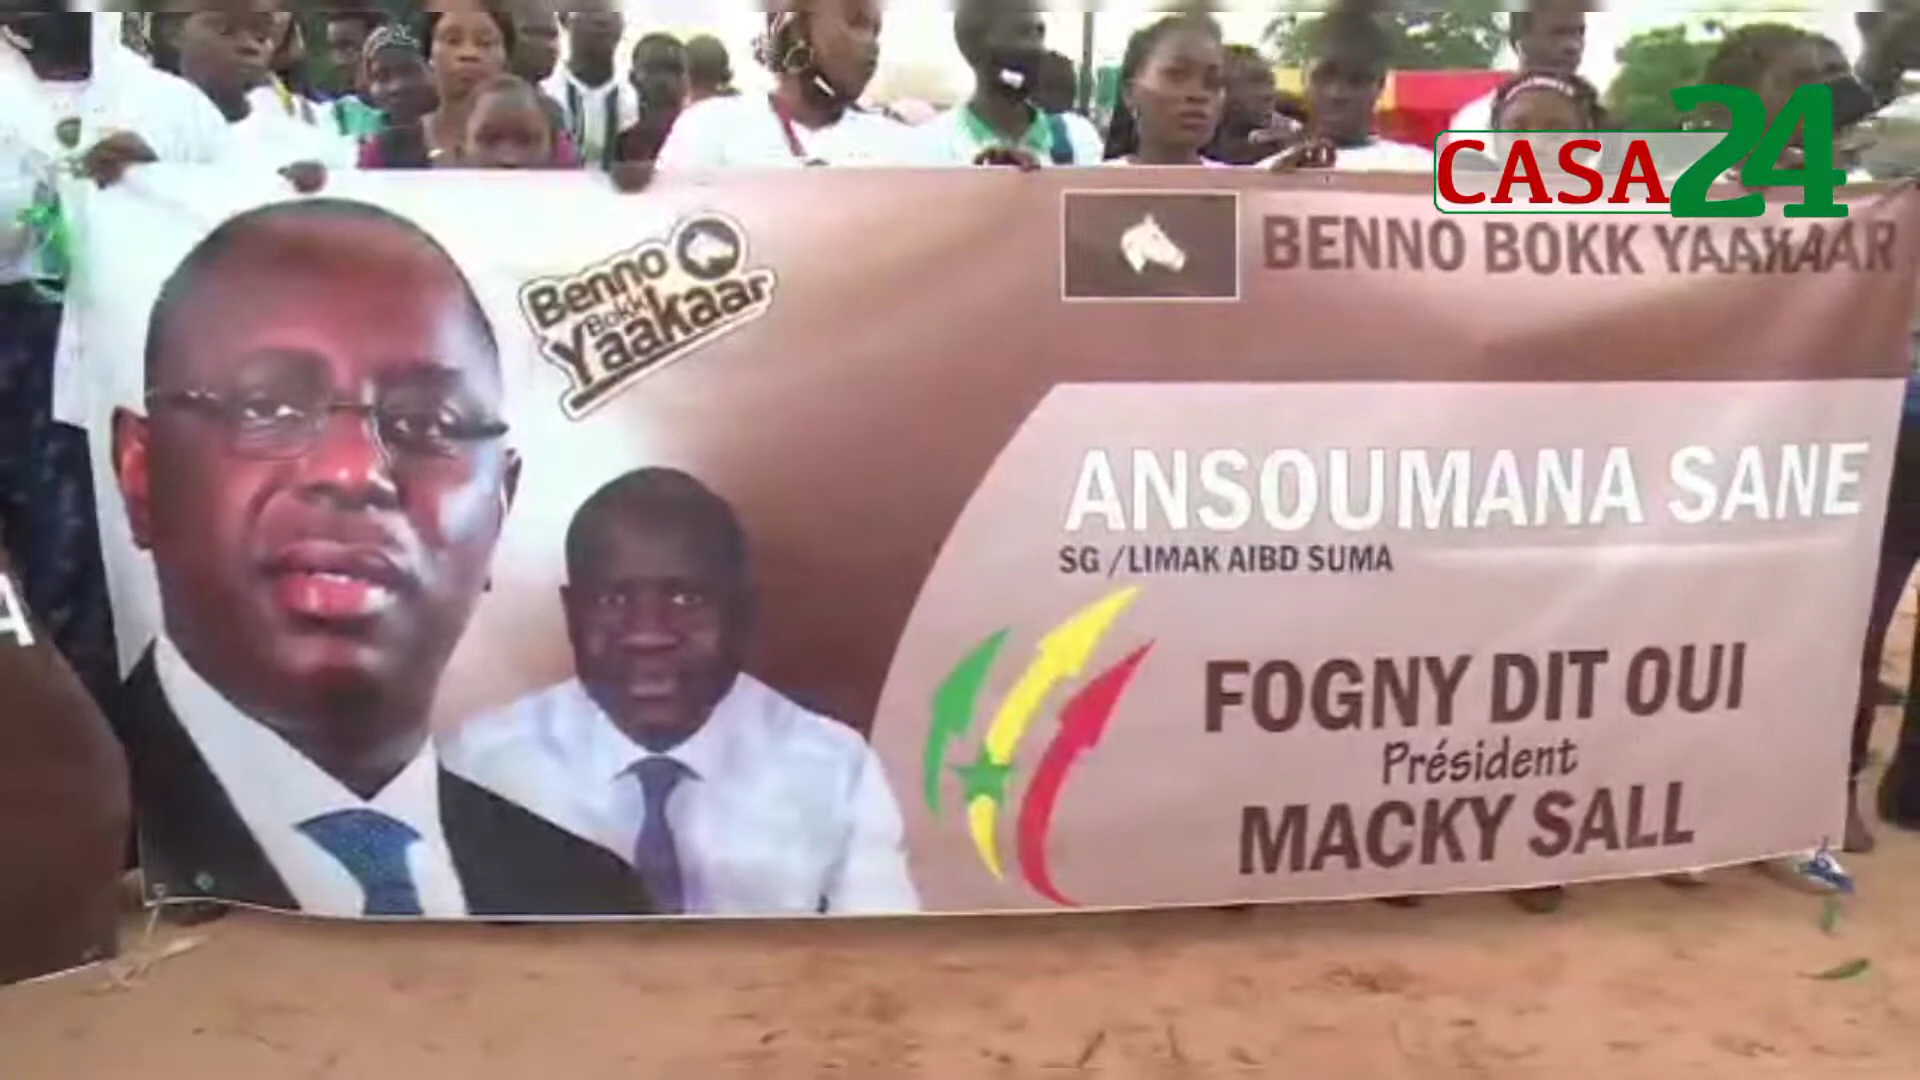 CASA24
BENNO BOKK YAAKAAR
Benno
Bokk
Yaakaar
ANSOUMANA SANE
SG /LIMAK AIBD SUMA
FOGNY DIT OUI
Président
MACKY SALL